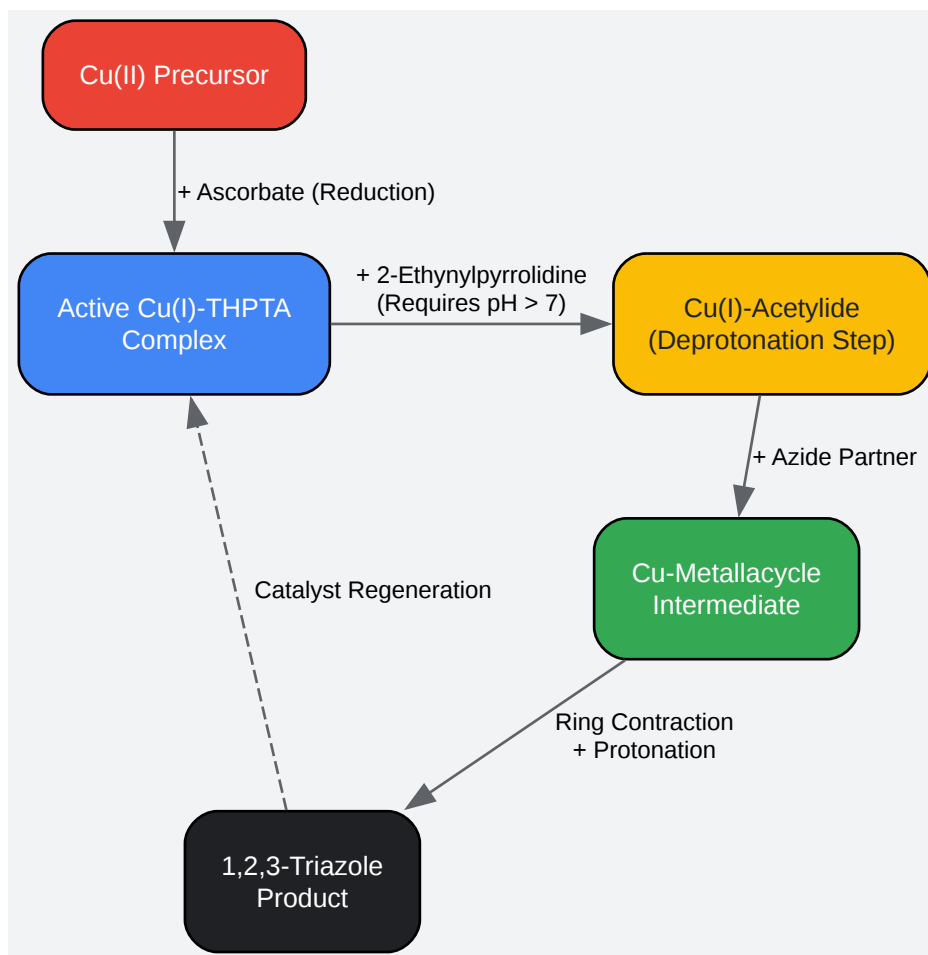 Cu(II) Precursor
+ Ascorbate (Reduction)
Active Cu(I)-THPTA
Complex
+ 2-Ethynylpyrrolidine
(Requires pH > 7)
Cu(I)-Acetylide
(Deprotonation Step)
+ Azide Partner
Cu-Metallacycle
Intermediate
Catalyst Regeneration
Ring Contraction
+ Protonation
1,2,3-Triazole
Product